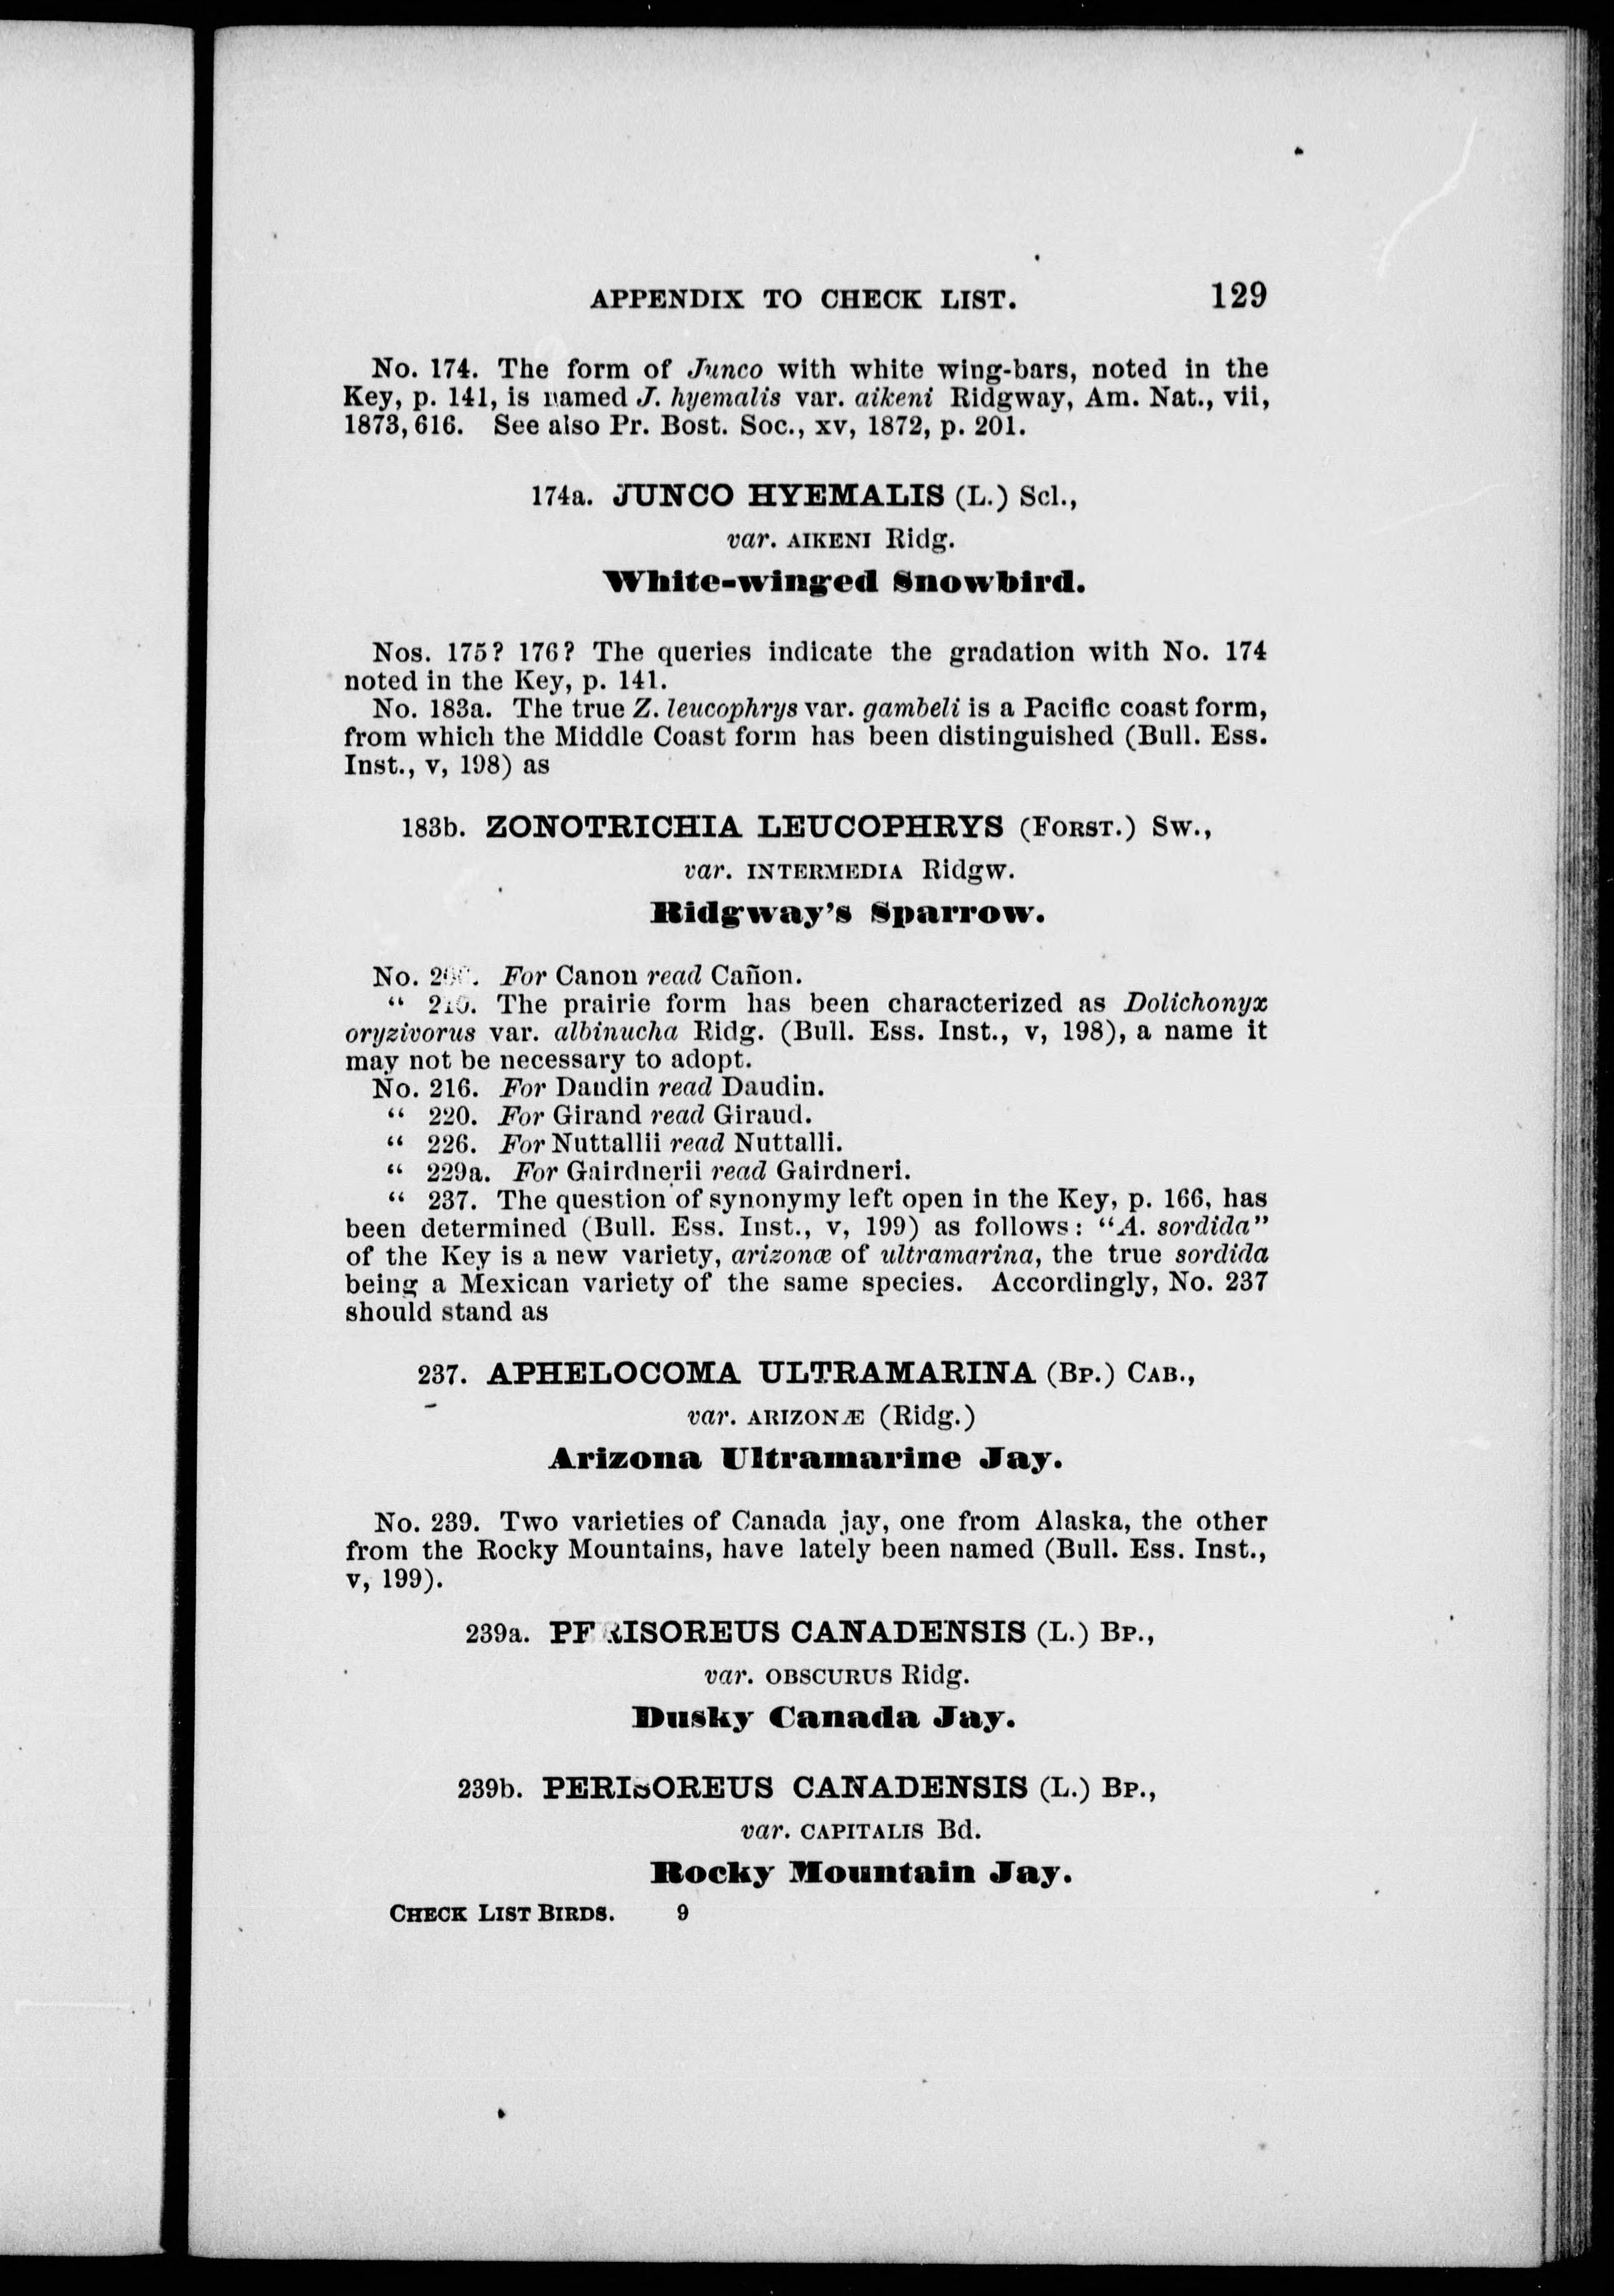 APPENDIX TO CHECK LIST. 129
No. 174. The form of Junco with white wing-bars, noted in the
Key, p. 141, is named J. hyemalis var. aikeni Ridgway, Am. Nat., vii,
1873, 616. See also Pr. Bost. Soc., xv, 1872, p. 201.
174a. JUNCO HYEMALIS (L.) Scl.,
var. AIKENI Ridg.
White-winged Snowbird.
Nos. 175? 176? The queries indicate the gradation with No. 174
noted in the Key, p. 141.
No. 183a. The true Z. leucophrys var. gambeli is a Pacific coast form,
from which the Middle Coast form has been distinguished (Bull. Ess.
Inst., v, 198) as
183b. ZONOTRICHIA LEUCOPHRYS (FORST.) SW.,
var. INTERMEDIA Ridgw.
Ridgway's Sparrow.
No. For Canon read Cañon.
" The prairie form has been characterized as Dolichonyx
oryzivorus var. albinucha Ridg. (Bull. Ess. Inst., v, 198), a name it
may not be necessary to adopt.
No. 216. For Dandin read Daudin.
" 220. For Girand read Giraud.
" 226. For Nuttallii read Nuttalli.
" 229a. For Gairdnerii read Gairdneri.
" 237. The question of synonymy left open in the Key, p. 166, has
been determined (Bull. Ess. Inst., v, 199) as follows: "A. sordida"
of the Key is a new variety, arizonæ of ultramarina, the true sordida
being a Mexican variety of the same species. Accordingly, No. 237
should stand as
237. APHELOCOMA ULTRAMARINA (BP.) CAB.,
var. ARIZONÆ (Ridg.)
Arizona Ultramarine Jay.
No. 239. Two varieties of Canada jay, one from Alaska, the other
from the Rocky Mountains, have lately been named (Bull. Ess. Inst.,
v, 199).
239a. PERISOREUS CANADENSIS (L.) BP.,
var. OBSCURUS Ridg.
Dusky Canada Jay.
239b. PERISOREUS CANADENSIS (L.) BP.,
var. CAPITALIS Bd.
Rocky Mountain Jay.
CHECK LIST BIRDS. 9